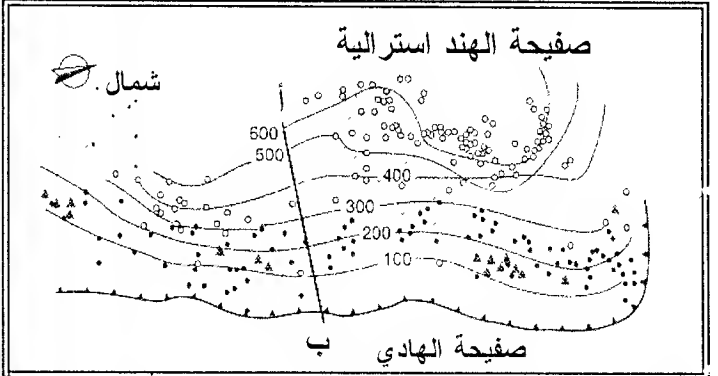 صفيحة الهند استرالية
شمال
أ
600
500
400
300
200
100
ب
صفيحة الهادي